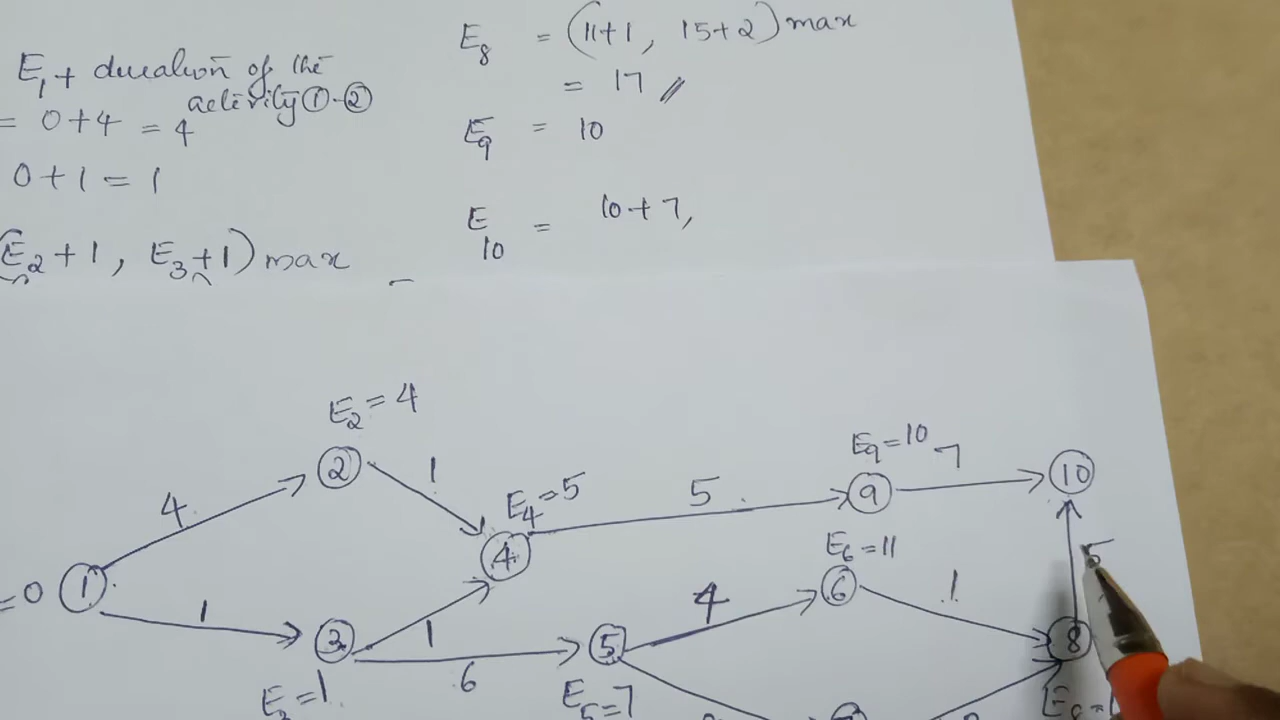 E1 + duration of the
activity ① - ②
= 0 + 4 = 4
0 + 1 = 1
(E2 + 1, E3 + 1) max
E8 = (11+1, 15+2) max
= 17 //
E9 = 10
E10 = 10 + 7,
E2 = 4
E9 = 10
7
② 1
⑩
4
E4 = 5
5
⑨
④
E6 = 11
5
= 0 ①
⑥
1
4
1
③ 1
⑤
⑧
6
E3 = 1
E5 = 7